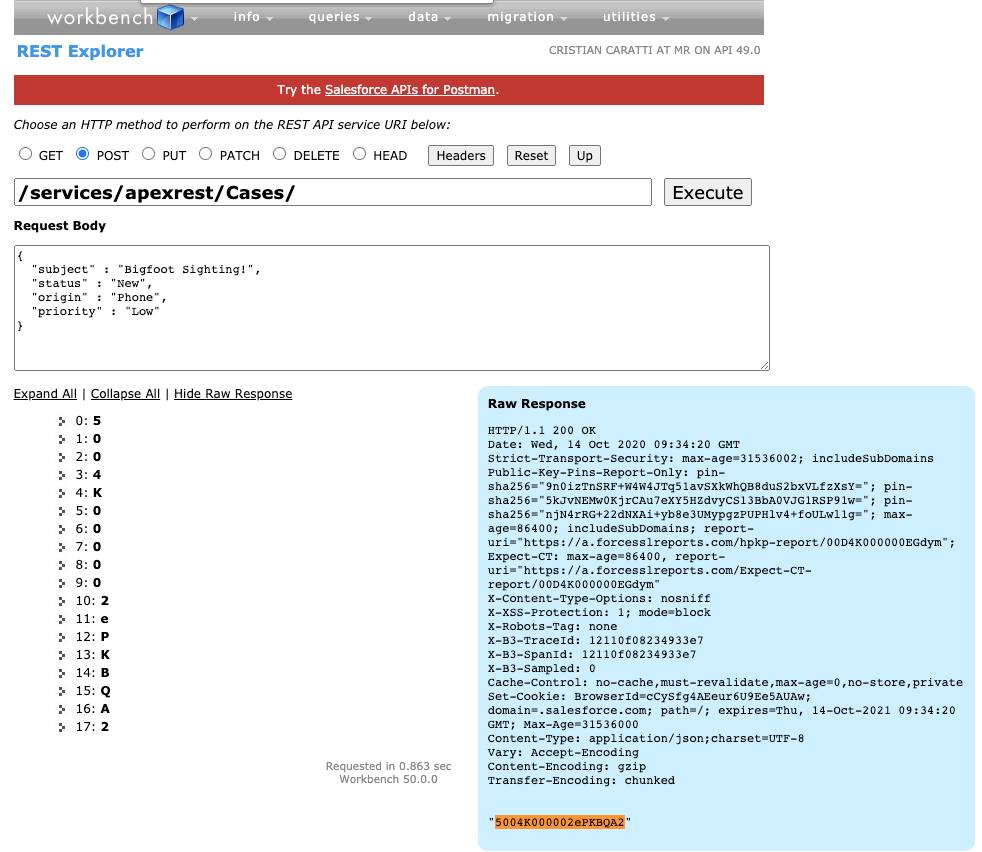 workbench info queries data migration utilities
REST Explorer
CRISTIAN CARATTI AT MR ON API 49.0
Try the Salesforce APIs for Postman.
Choose an HTTP method to perform on the REST API service URI below:
GET POST PUT PATCH DELETE HEAD Headers Reset Up
/services/apexrest/Cases/ Execute
Request Body
{
"subject" : "Bigfoot Sighting!",
"status" : "New",
"origin" : "Phone",
"priority" : "Low"
}
Expand All | Collapse All | Hide Raw Response
0: 5
1: 0
2: 0
3: 4
4: K
5: 0
6: 0
7: 0
8: 0
9: 0
10: 2
11: e
12: P
13: K
14: B
15: Q
16: A
17: 2
Requested in 0.863 sec
Workbench 50.0.0
Raw Response
HTTP/1.1 200 OK
Date: Wed, 14 Oct 2020 09:34:20 GMT
Strict-Transport-Security: max-age=31536002; includeSubDomains
Public-Key-Pins-Report-Only: pin-
sha256="9n0izTnSRF+W4W4JTq51avSXkWhQB8duS2bxVLfzXsY="; pin-
sha256="5kJvNEMw0KjrCAu7eXY5HZdvyCS13BbA0VJG1RSP91w="; pin-
sha256="njN4rRG+22dNXAi+yb8e3UMypgzPUPHlv4+foULwl1g="; max-
age=86400; includeSubDomains; report-
uri="https://a.forcesslreports.com/hpkp-report/00D4K000000EGdym";
Expect-CT: max-age=86400, report-
uri="https://a.forcesslreports.com/Expect-CT-
report/00D4K000000EGdym"
X-Content-Type-Options: nosniff
X-XSS-Protection: 1; mode=block
X-Robots-Tag: none
X-B3-TraceId: 12110f08234933e7
X-B3-SpanId: 12110f08234933e7
X-B3-Sampled: 0
Cache-Control: no-cache,must-revalidate,max-age=0,no-store,private
Set-Cookie: BrowserId=cCySfg4AEeur6U9Ee5AUAw;
domain=.salesforce.com; path=/; expires=Thu, 14-Oct-2021 09:34:20
GMT; Max-Age=31536000
Content-Type: application/json;charset=UTF-8
Vary: Accept-Encoding
Content-Encoding: gzip
Transfer-Encoding: chunked
"5004K000002ePKBQA2"